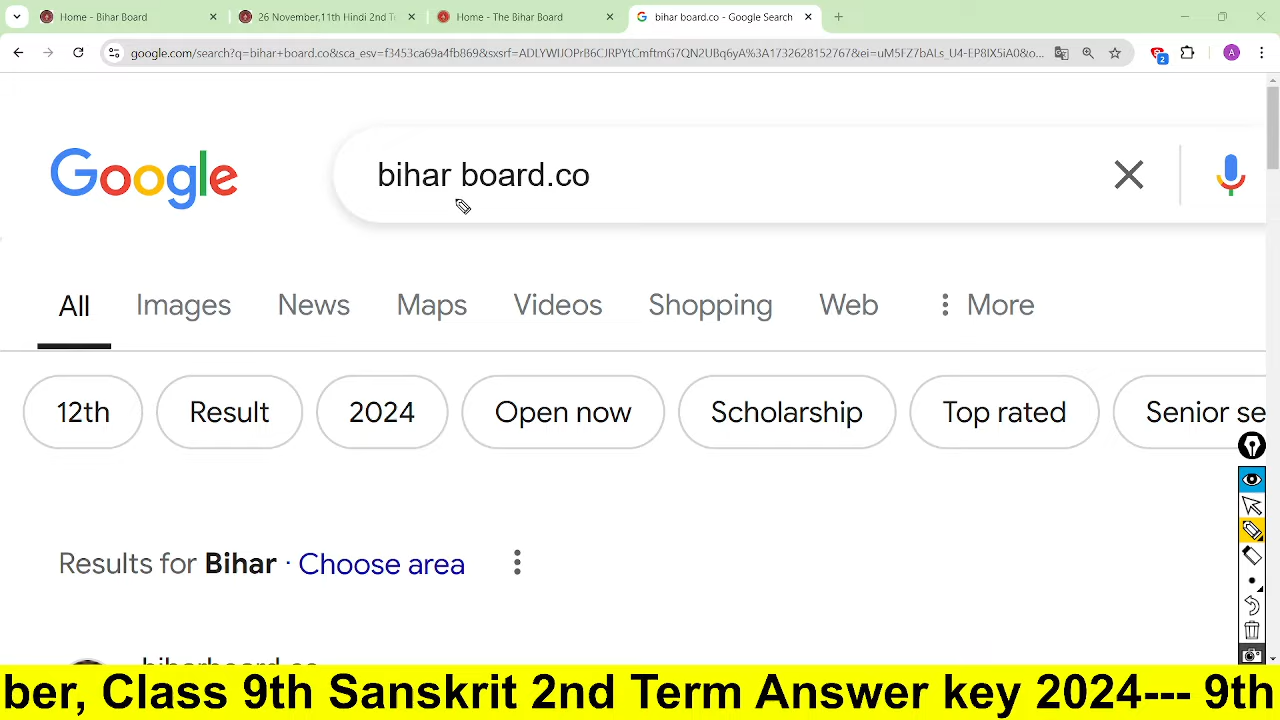 Home - Bihar Board
26 November,11th Hindi 2nd T
Home - The Bihar Board
bihar board.co - Google Search
google.com/search?q=bihar+board.co&sca_esv=f3453ca69a4fb869&sxsrf=ADLYWIJOPrB6CJRPYtCmftmG7QN2UBq6yA%3A1732628152767&ei=uM5FZ7bALs_U4-EP8IX5iA0&o...
2
A
Google
bihar board.co
All
Images
News
Maps
Videos
Shopping
Web
More
12th
Result
2024
Open now
Scholarship
Top rated
Senior se
Results for Bihar · Choose area
biharboard.co
ber, Class 9th Sanskrit 2nd Term Answer key 2024--- 9th